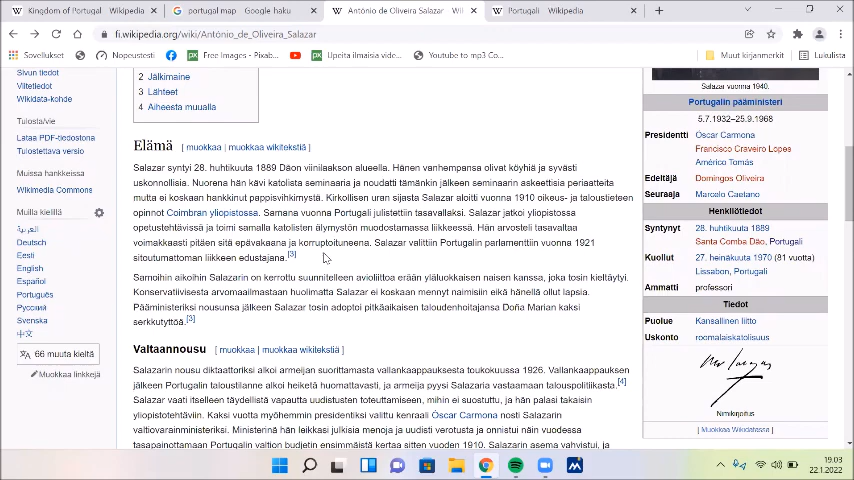 Kingdom of Portugal - Wikipedia
portugal map - Google haku
António de Oliveira Salazar - Wi
Portugali – Wikipedia
fi.wikipedia.org/wiki/António_de_Oliveira_Salazar
Sovellukset
Nopeustesti
Free Images - Pixab...
Upeita ilmaisia video...
Youtube to mp3 Co...
Muut kirjanmerkit
Lukulista
Sivun tiedot
Viitetiedot
Wikidata-kohde
Tulosta/vie
Lataa PDF-tiedostona
Tulostettava versio
Muissa hankkeissa
Wikimedia Commons
Muilla kielillä
العربية
Deutsch
Eesti
English
Español
Português
Русский
Svenska
中文
66 muuta kieltä
Muokkaa linkkejä
2 Jälkimaine
3 Lähteet
4 Aiheesta muualla
Elämä [ muokkaa | muokkaa wikitekstiä ]
Salazar syntyi 28. huhtikuuta 1889 Dãon viinilaakson alueella. Hänen vanhempansa olivat köyhiä ja syvästi
uskonnollisia. Nuorena hän kävi katolista seminaaria ja noudatti tämänkin jälkeen seminaarin askeettisia periaatteita
mutta ei koskaan hankkinut pappisvihkimystä. Kirkollisen uran sijasta Salazar aloitti vuonna 1910 oikeus- ja taloustieteen
opinnot Coimbran yliopistossa. Samana vuonna Portugali julistettiin tasavallaksi. Salazar jatkoi yliopistossa
opetustehtävissä ja toimi samalla katolisten älymystön muodostamassa liikkeessä. Hän arvosteli tasavaltaa
voimakkaasti pitäen sitä epävakaana ja korruptoituneena. Salazar valittiin Portugalin parlamenttiin vuonna 1921
sitoutumattoman liikkeen edustajana.[3]
Samoihin aikoihin Salazarin on kerrottu suunnitelleen avioliittoa erään yläluokkaisen naisen kanssa, joka tosin kieltäytyi.
Konservatiivisesta arvomaailmastaan huolimatta Salazar ei koskaan mennyt naimisiin eikä hänellä ollut lapsia.
Pääministeriksi nousunsa jälkeen Salazar tosin adoptoi pitkäaikaisen taloudenhoitajansa Doña Marian kaksi
serkkutyttöä.[3]
Valtaannousu [ muokkaa | muokkaa wikitekstiä ]
Salazarin nousu diktaattoriksi alkoi armeijan suorittamasta vallankaappauksesta toukokuussa 1926. Vallankaappauksen
jälkeen Portugalin taloustilanne alkoi heiketä huomattavasti, ja armeija pyysi Salazaria vastaamaan talouspolitiikasta.[4]
Salazar vaati itselleen täydellistä vapautta uudistusten toteuttamiseen, mihin ei suostuttu, ja hän palasi takaisin
yliopistotehtäviin. Kaksi vuotta myöhemmin presidentiksi valittu kenraali Óscar Carmona nosti Salazarin
valtiovarainministeriksi. Ministerinä hän leikkasi julkisia menoja ja uudisti verotusta ja onnistui näin vuodessa
tasapainottamaan Portugalin valtion budjetin ensimmäistä kertaa sitten vuoden 1910. Salazarin asema vahvistui, ja
Salazar vuonna 1940.
Portugalin pääministeri
5.7.1932–25.9.1968
Presidentti Óscar Carmona
Francisco Craveiro Lopes
Américo Tomás
Edeltäjä Domingos Oliveira
Seuraaja Marcelo Caetano
Henkilötiedot
Syntynyt 28. huhtikuuta 1889
Santa Comba Dão, Portugali
Kuollut 27. heinäkuuta 1970 (81 vuotta)
Lissabon, Portugali
Ammatti professori
Tiedot
Puolue Kansallinen liitto
Uskonto roomalaiskatolisuus
Nimikirjoitus
[ Muokkaa Wikidatassa ]
19.03
22.1.2022